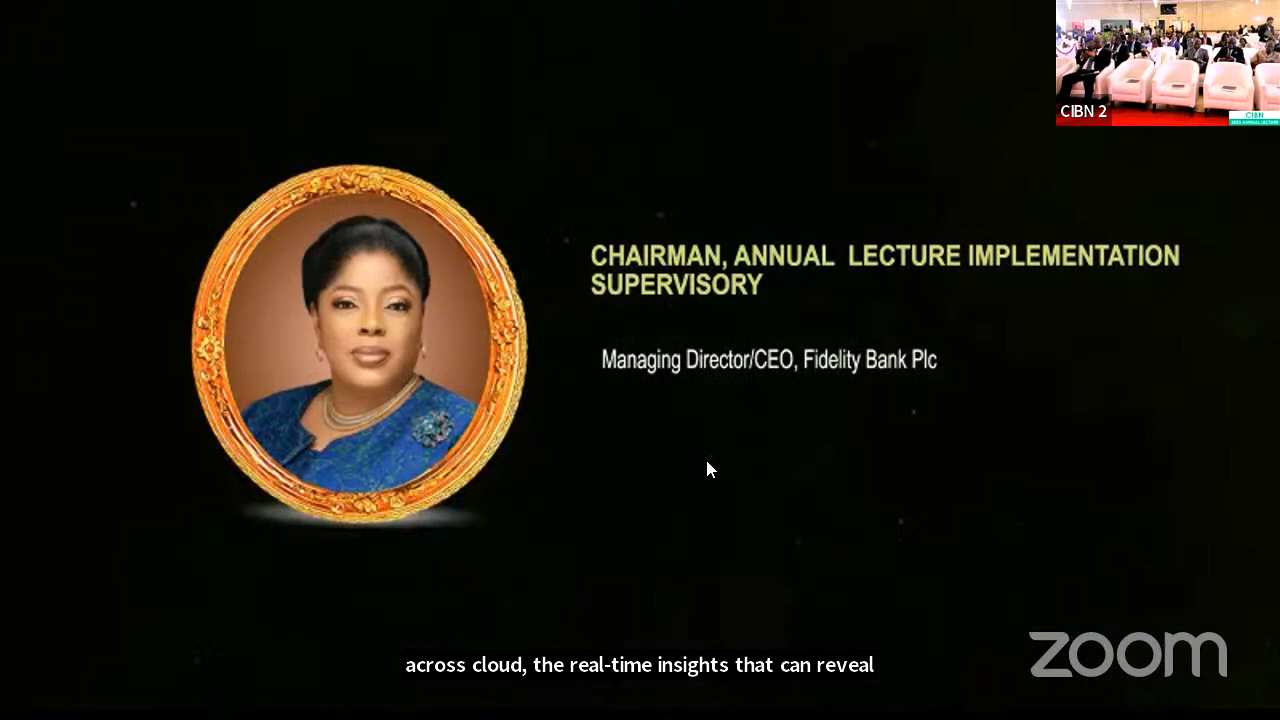 CIBN 2
CIBN
CHAIRMAN, ANNUAL LECTURE IMPLEMENTATION
SUPERVISORY
Managing Director/CEO, Fidelity Bank Plc
across cloud, the real-time insights that can reveal
zoom